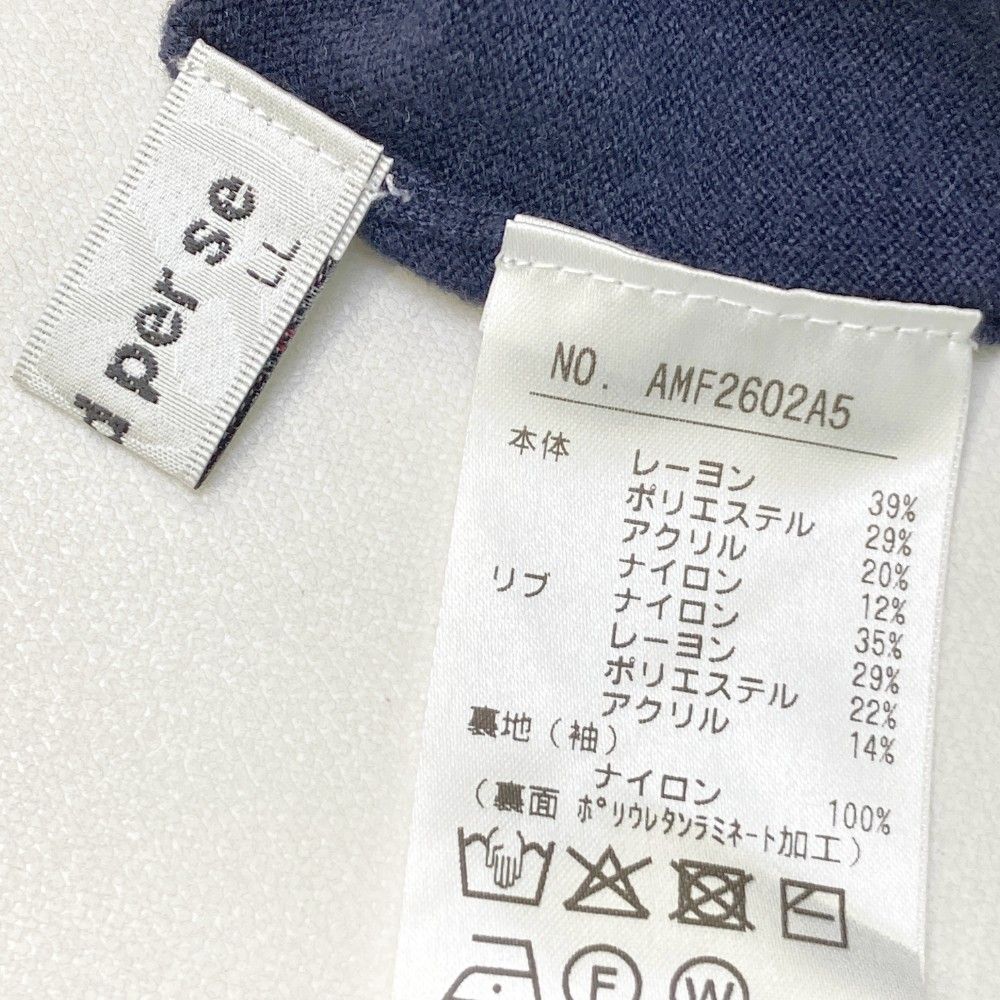 d per se
LL
NO. AMF2602A5
本体 レーヨン 39%
ポリエステル 29%
アクリル 20%
ナイロン 12%
リブ ナイロン 35%
レーヨン 29%
ポリエステル 22%
アクリル 14%
裏地(袖)
ナイロン 100%
(裏面 ポリウレタンラミネート加工)
F
W